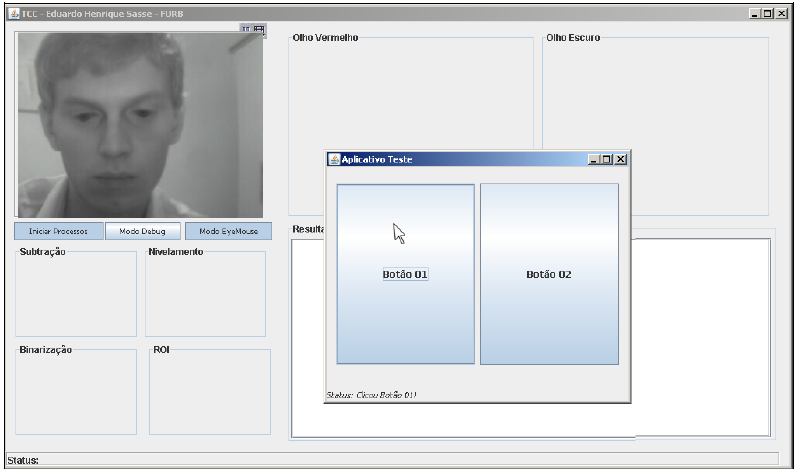 TCC - Eduardo Henrique Sasse - FURB
Olho Vermelho
Olho Escuro
Aplicativo Teste
Iniciar Processos
Modo Debug
Modo EyeMouse
Resulta
Subtração
Nivelamento
Botão 01
Botão 02
Binarização
ROI
Status: Clicou Botão 01!
Status: